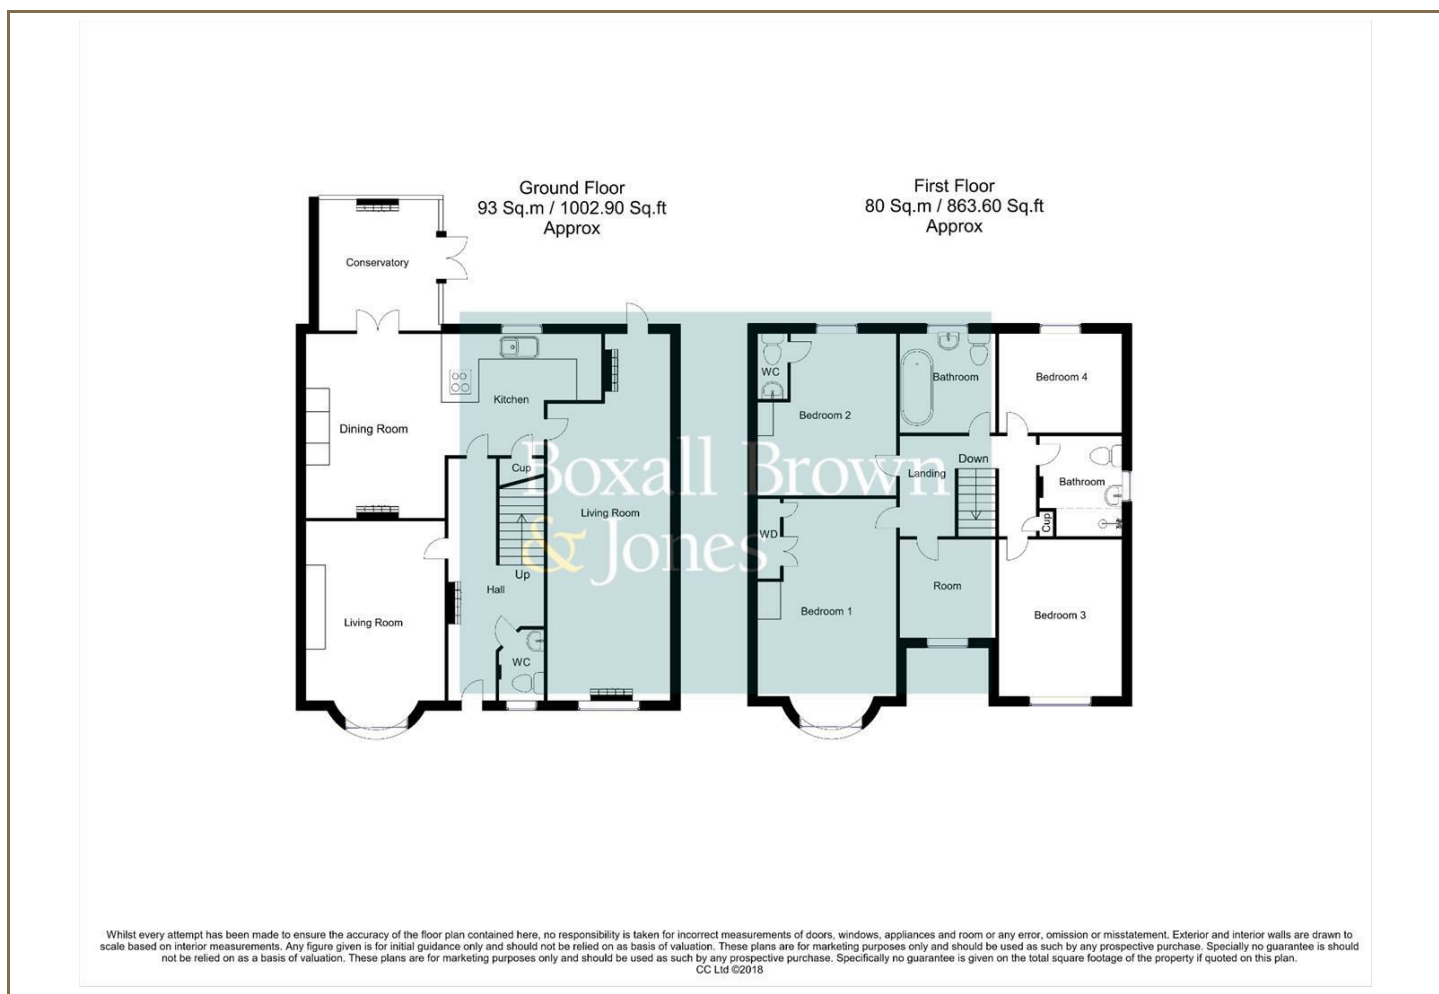 Ground Floor
93 Sq.m / 1002.90 Sq.ft
Approx
First Floor
80 Sq.m / 863.60 Sq.ft
Approx
Conservatory
Kitchen
Dining Room
Cup
Living Room
Up
Hall
Living Room
WC
WC
Bathroom
Bedroom 4
Bedroom 2
Down
Landing
Bathroom
Cup
WD
Room
Bedroom 1
Bedroom 3
Boxall Brown
& Jones
Whilst every attempt has been made to ensure the accuracy of the floor plan contained here, no responsibility is taken for incorrect measurements of doors, windows, appliances and room or any error, omission or misstatement. Exterior and interior walls are drawn to
scale based on interior measurements. Any figure given is for initial guidance only and should not be relied on as basis of valuation. These plans are for marketing purposes only and should be used as such by any prospective purchase. Specially no guarantee is should
not be relied on as a basis of valuation. These plans are for marketing purposes only and should be used as such by any prospective purchase. Specifically no guarantee is given on the total square footage of the property if quoted on this plan.
CC Ltd ©2018